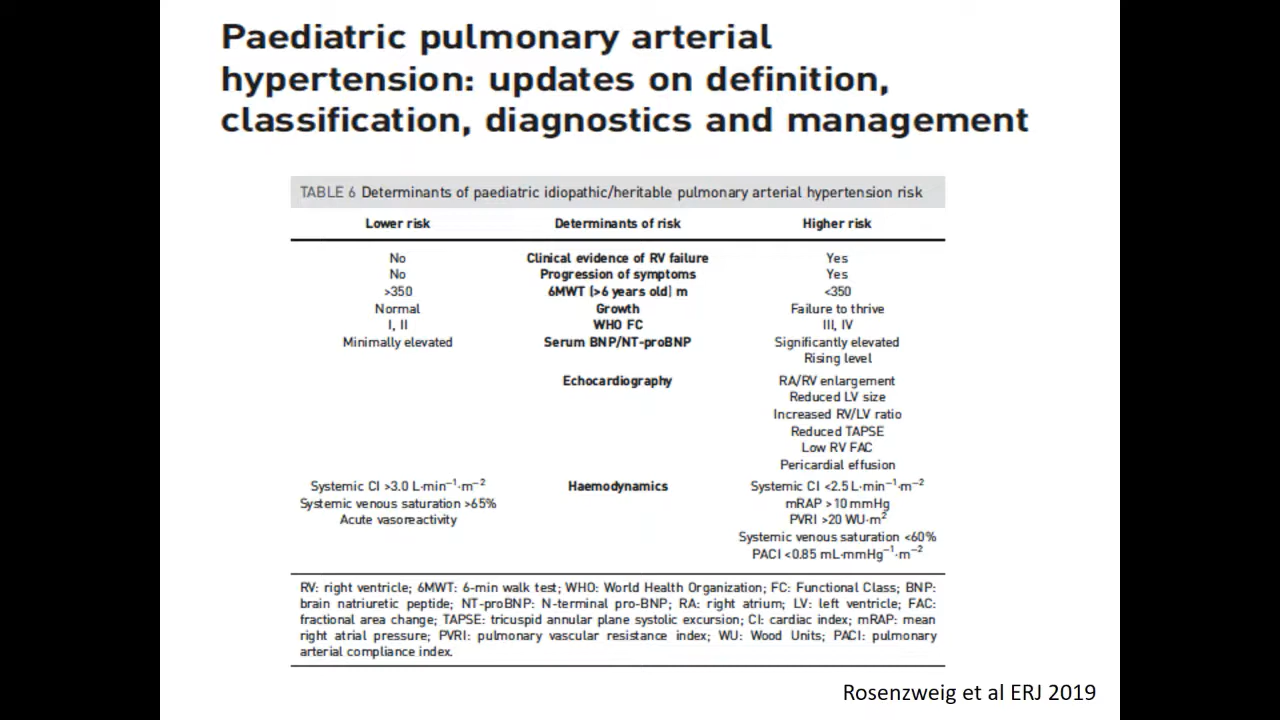 Paediatric pulmonary arterial
hypertension: updates on definition,
classification, diagnostics and management
TABLE 6 Determinants of paediatric idiopathic/heritable pulmonary arterial hypertension risk
Lower risk Determinants of risk Higher risk
No Clinical evidence of RV failure Yes
No Progression of symptoms Yes
>350 6MWT (>6 years old) m <350
Normal Growth Failure to thrive
I, II WHO FC III, IV
Minimally elevated Serum BNP/NT-proBNP Significantly elevated
Rising level
Echocardiography RA/RV enlargement
Reduced LV size
Increased RV/LV ratio
Reduced TAPSE
Low RV FAC
Pericardial effusion
Systemic CI >3.0 L·min⁻¹·m⁻² Haemodynamics Systemic CI <2.5 L·min⁻¹·m⁻²
Systemic venous saturation >65% mRAP >10 mmHg
Acute vasoreactivity PVRI >20 WU·m²
Systemic venous saturation <60%
PACI <0.85 mL·mmHg⁻¹·m⁻²
RV: right ventricle; 6MWT: 6-min walk test; WHO: World Health Organization; FC: Functional Class; BNP:
brain natriuretic peptide; NT-proBNP: N-terminal pro-BNP; RA: right atrium; LV: left ventricle; FAC:
fractional area change; TAPSE: tricuspid annular plane systolic excursion; CI: cardiac index; mRAP: mean
right atrial pressure; PVRI: pulmonary vascular resistance index; WU: Wood Units; PACI: pulmonary
arterial compliance index.
Rosenzweig et al ERJ 2019